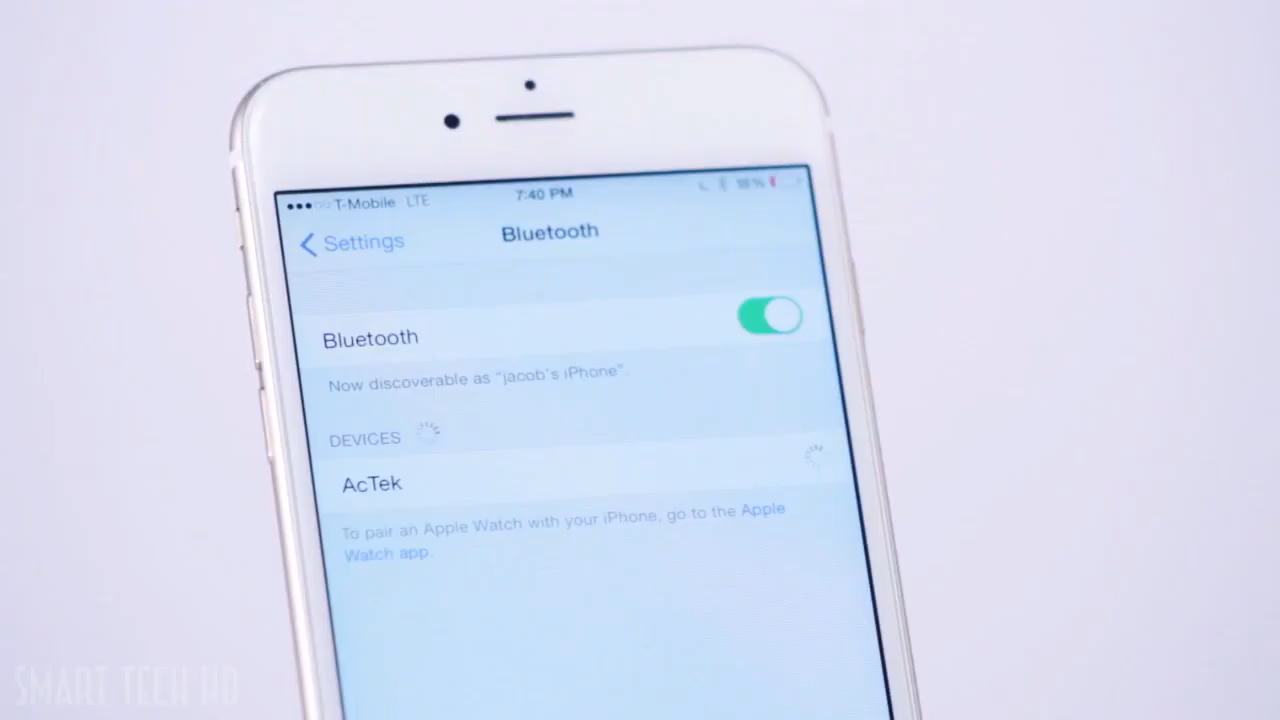 T-Mobile LTE 7:40 PM
Settings Bluetooth
Bluetooth
Now discoverable as “jacob's iPhone”.
DEVICES
AcTek
To pair an Apple Watch with your iPhone, go to the Apple
Watch app.
SMART TECH HD